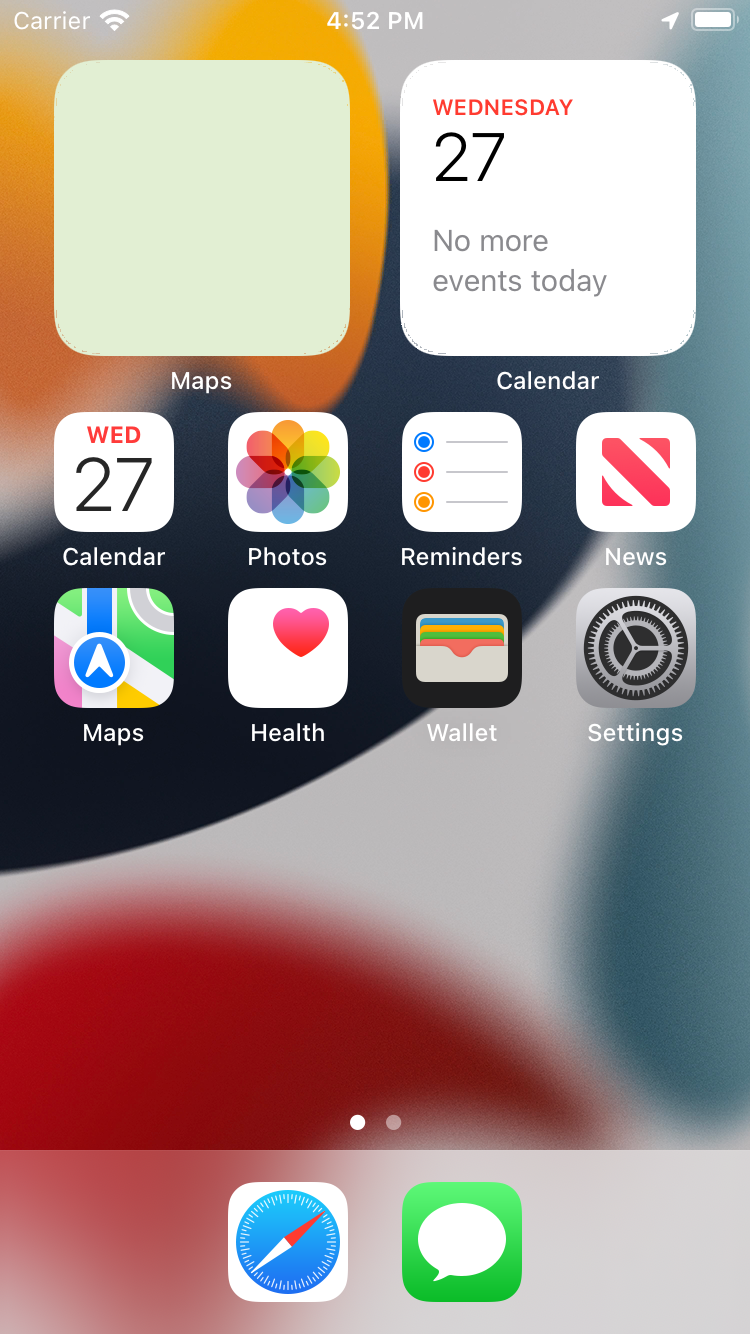 Carrier 4:52 PM
WEDNESDAY
27
No more
events today
Maps Calendar
WED
27
Calendar Photos Reminders News
Maps Health Wallet Settings